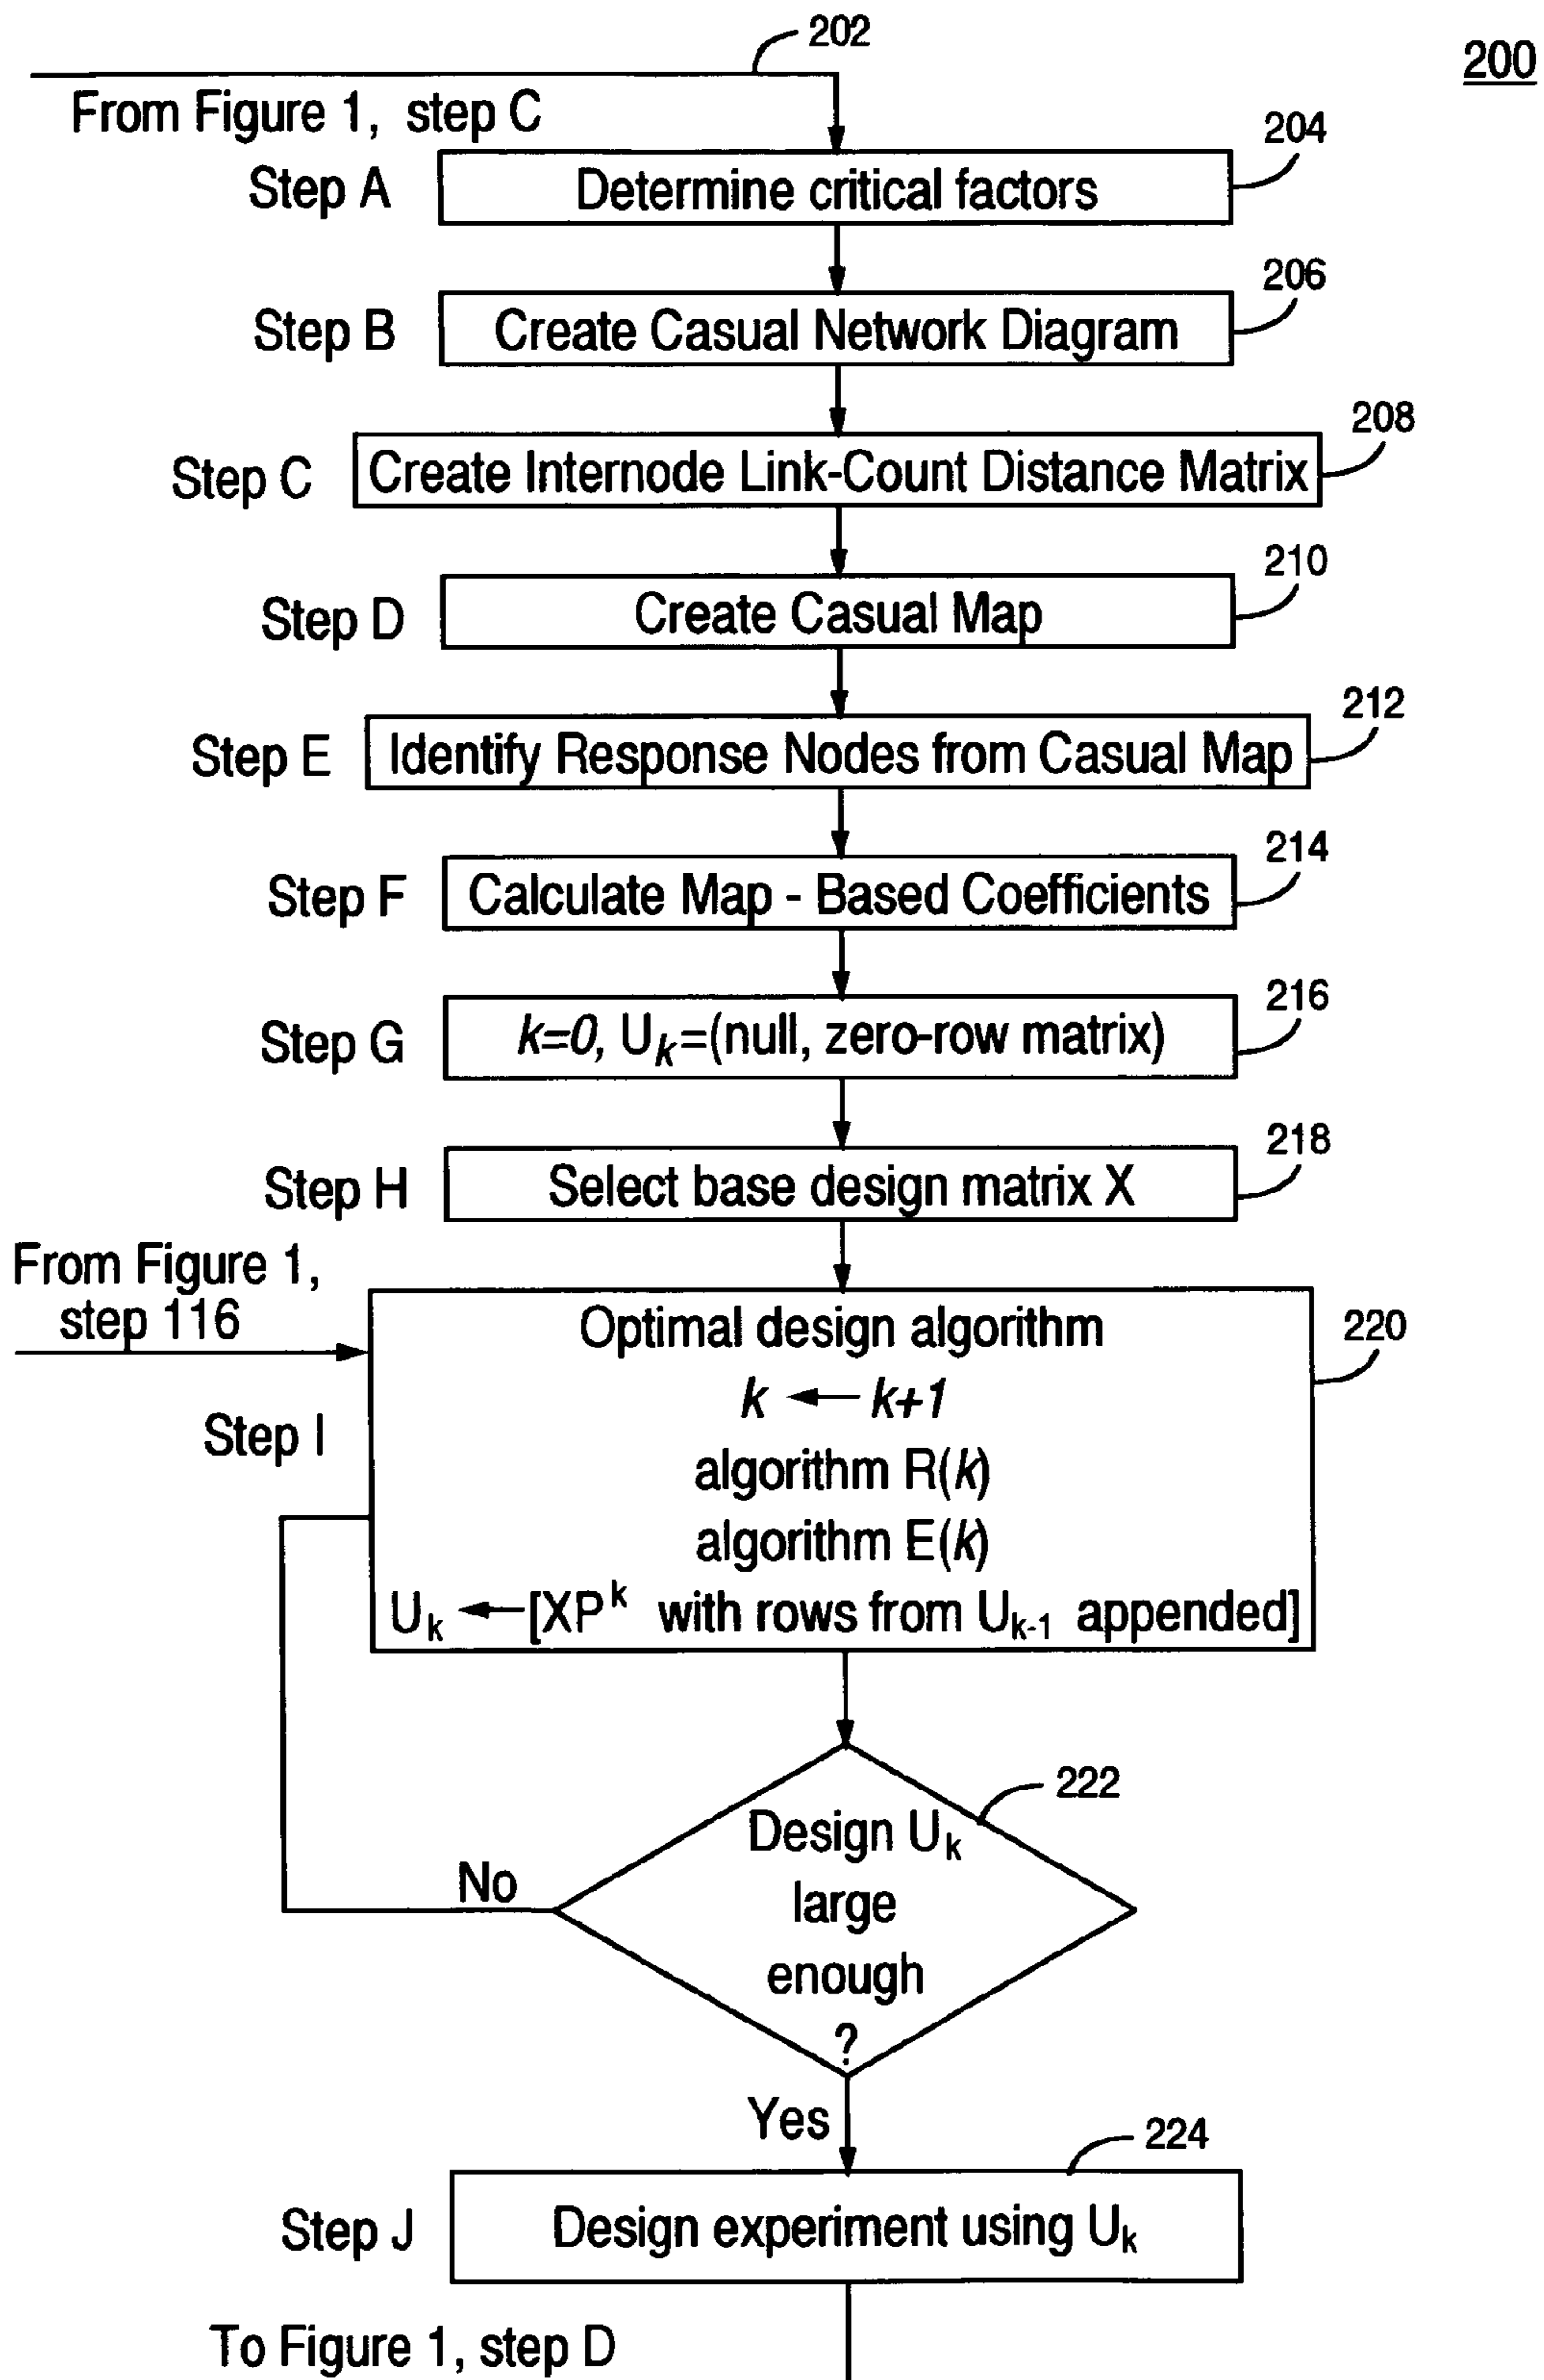 202
200
From Figure 1, step C
204
Step A
Determine critical factors
206
Step B
Create Casual Network Diagram
208
Step C
Create Internode Link-Count Distance Matrix
210
Step D
Create Casual Map
212
Step E
Identify Response Nodes from Casual Map
214
Step F
Calculate Map - Based Coefficients
216
Step G
k=0, Uk=(null, zero-row matrix)
218
Step H
Select base design matrix X
From Figure 1,
step 116
220
Step I
Optimal design algorithm
k ← k+1
algorithm R(k)
algorithm E(k)
Uk ← [XP^k with rows from Uk-1 appended]
222
Design Uk
large
enough
?
No
Yes
224
Step J
Design experiment using Uk
To Figure 1, step D